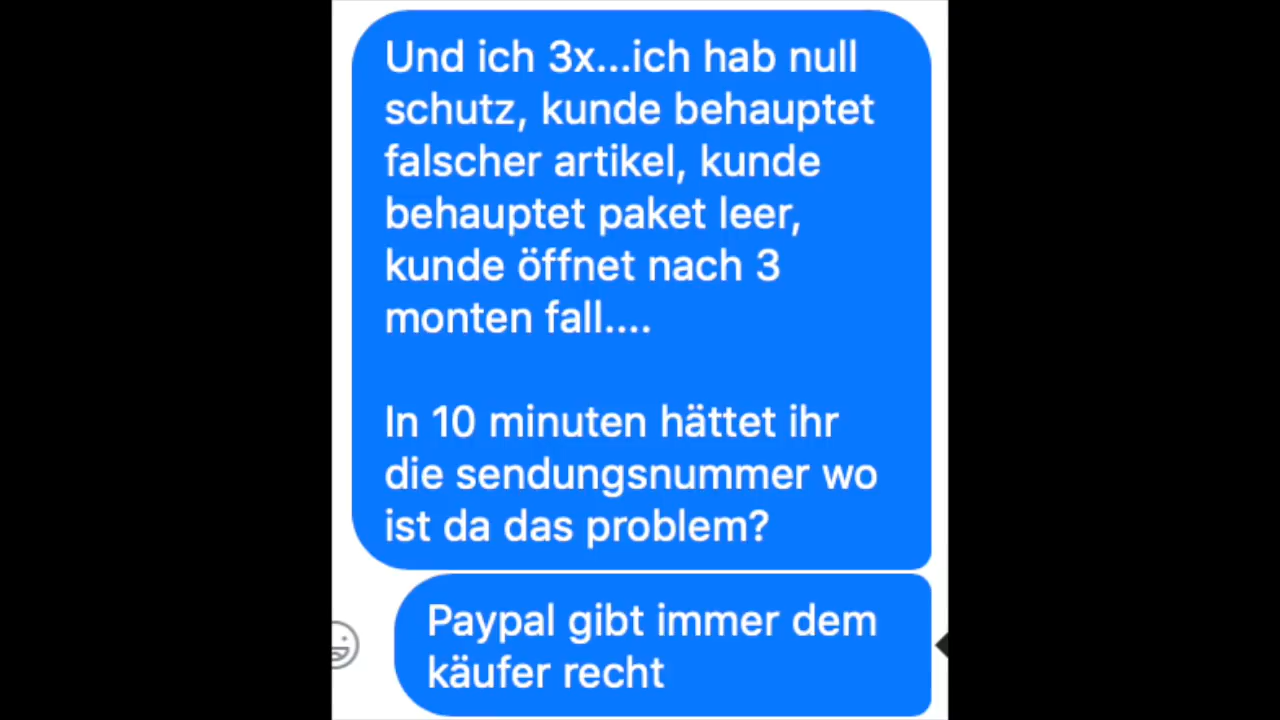 Und ich 3x...ich hab null
schutz, kunde behauptet
falscher artikel, kunde
behauptet paket leer,
kunde öffnet nach 3
monten fall....
In 10 minuten hättet ihr
die sendungsnummer wo
ist da das problem?
Paypal gibt immer dem
käufer recht